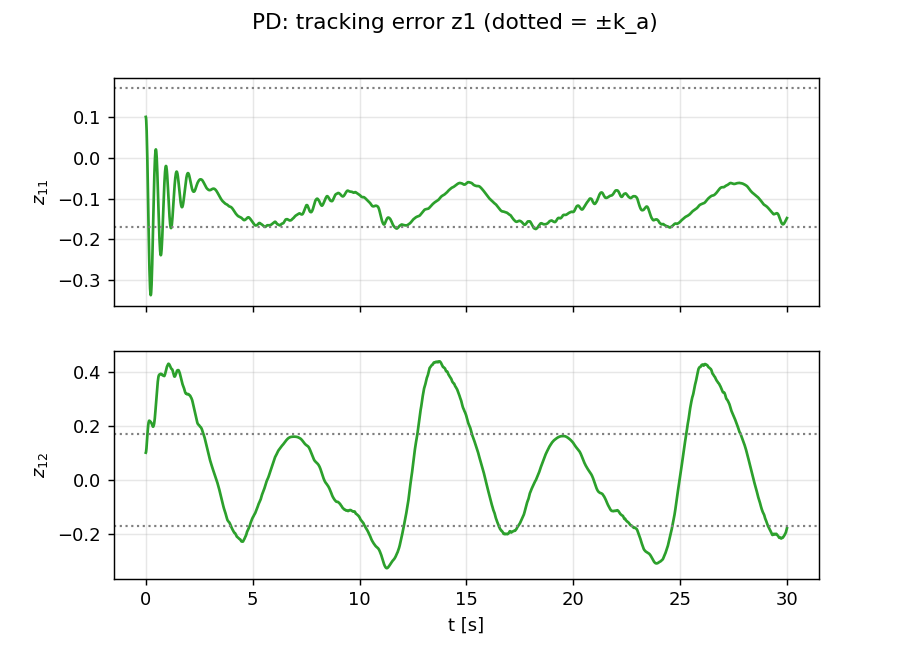 PD: tracking error z1 (dotted = ±k_a)
0.1
0.0
−0.1
−0.2
−0.3
z₁₁
0.4
0.2
0.0
−0.2
z₁₂
0 5 10 15 20 25 30
t [s]